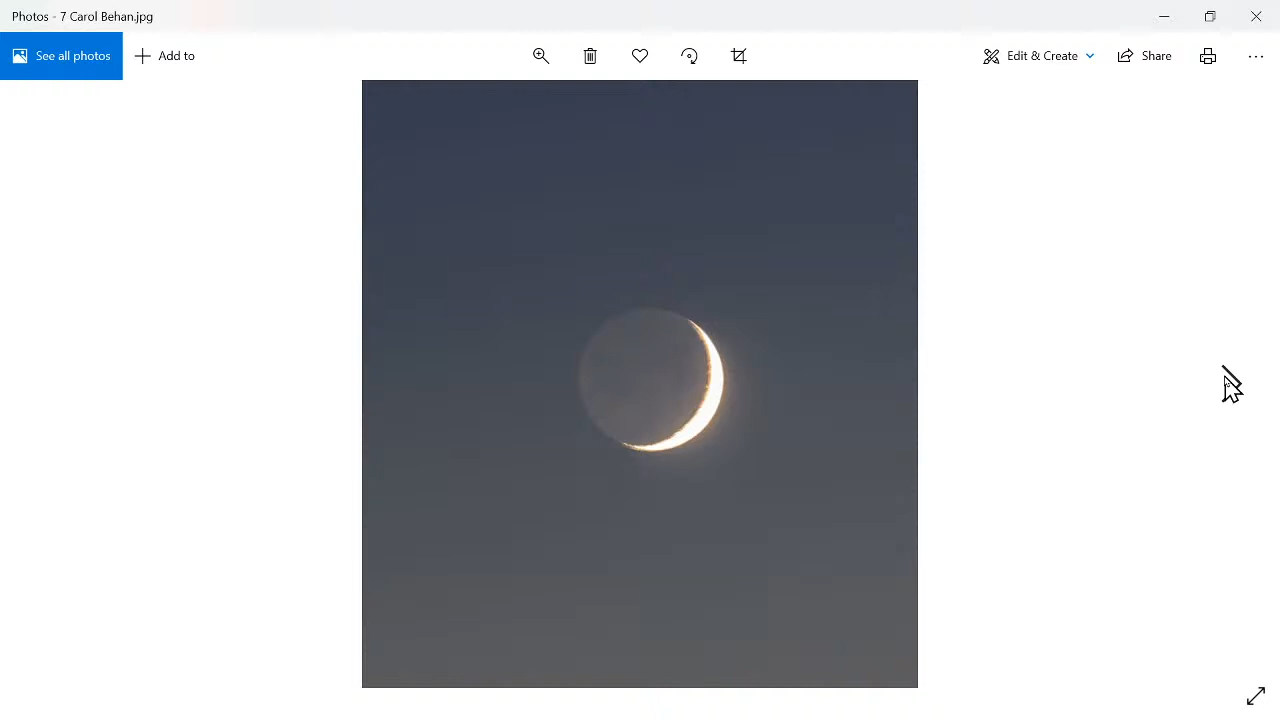 Photos - 7 Carol Behan.jpg
See all photos
Add to
Edit & Create
Share